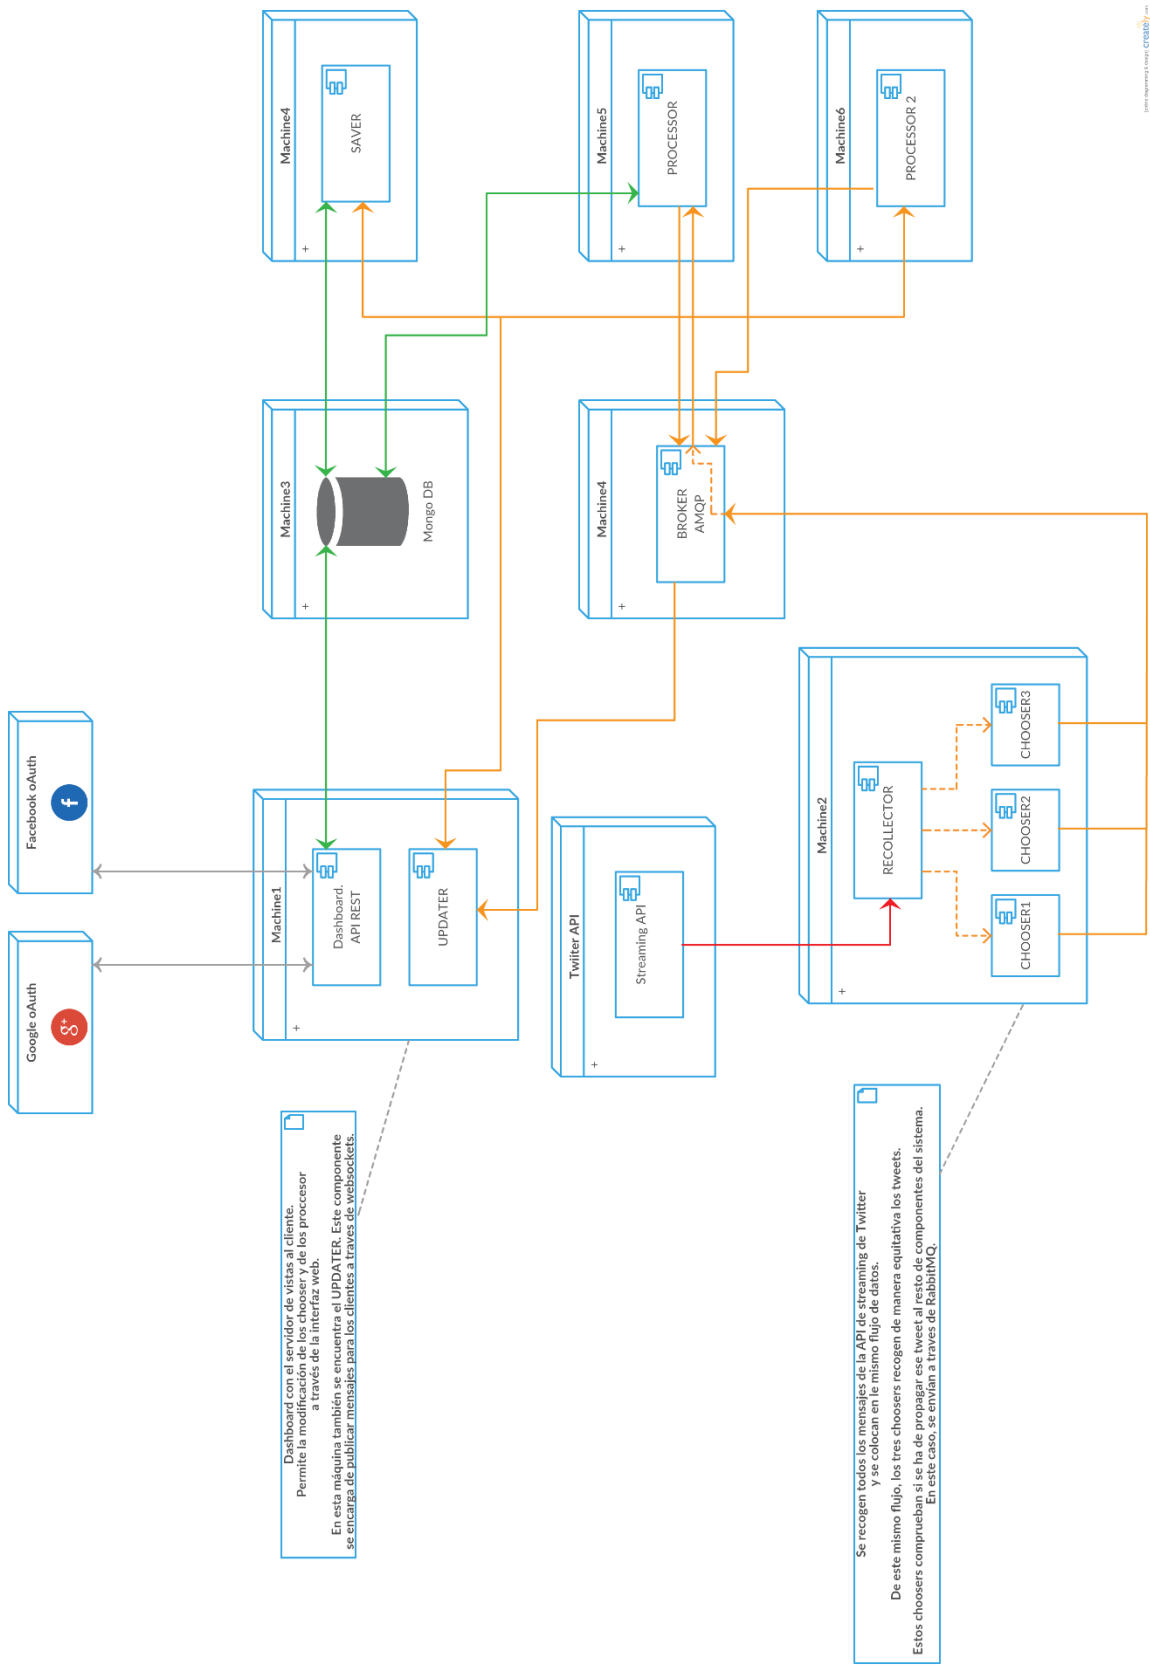 Google oAuth
g+
Facebook oAuth
f
Dashboard con el servidor de vistas al cliente.
Permite la modificación de los chooser y de los proccesor
a través de la interfaz web.
En esta máquina también se encuentra el UPDATER. Este componente
se encarga de publicar mensajes para los clientes a traves de websockets.
Machine1
+
Dashboard.
API REST
UPDATER
Machine3
+
Mongo DB
Machine4
+
SAVER
Twiiter API
+
Streaming API
Machine4
+
BROKER
AMQP
Machine5
+
PROCESSOR
Se recogen todos los mensajes de la API de streaming de Twitter
y se colocan en le mismo flujo de datos.
De este mismo flujo, los tres choosers recogen de manera equitativa los tweets.
Estos choosers comprueban si se ha de propagar ese tweet al resto de componentes del sistema.
En este caso, se envían a traves de RabbitMQ.
Machine2
+
RECOLLECTOR
CHOOSER1
CHOOSER2
CHOOSER3
Machine6
+
PROCESSOR 2
creately